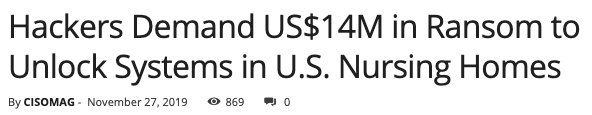 Hackers Demand US$14M in Ransom to
Unlock Systems in U.S. Nursing Homes
By CISOMAG - November 27, 2019 869 0